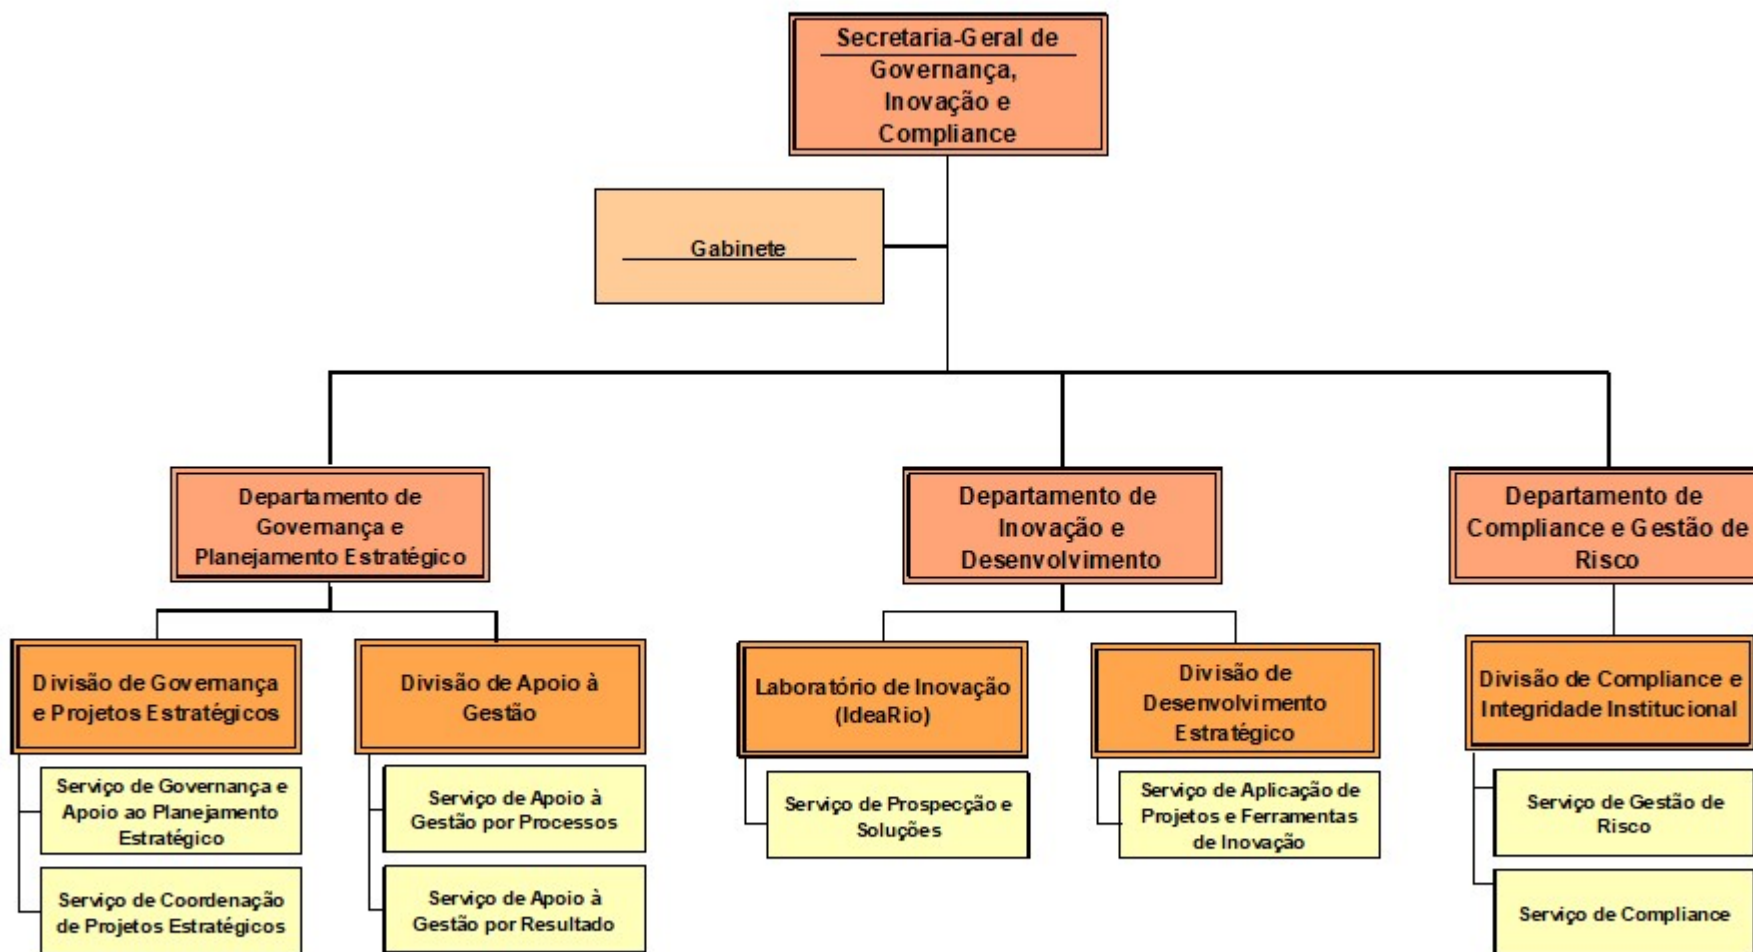 Secretaria-Geral de
Governança,
Inovação e
Compliance
Gabinete
Departamento de
Governança e
Planejamento Estratégico
Departamento de
Inovação e
Desenvolvimento
Departamento de
Compliance e Gestão de
Risco
Divisão de Governança
e Projetos Estratégicos
Divisão de Apoio à
Gestão
Laboratório de Inovação
(IdeaRio)
Divisão de
Desenvolvimento
Estratégico
Divisão de Compliance e
Integridade Institucional
Serviço de Governança e
Apoio ao Planejamento
Estratégico
Serviço de Apoio à
Gestão por Processos
Serviço de Prospecção e
Soluções
Serviço de Aplicação de
Projetos e Ferramentas
de Inovação
Serviço de Gestão de
Risco
Serviço de Coordenação
de Projetos Estratégicos
Serviço de Apoio à
Gestão por Resultado
Serviço de Compliance